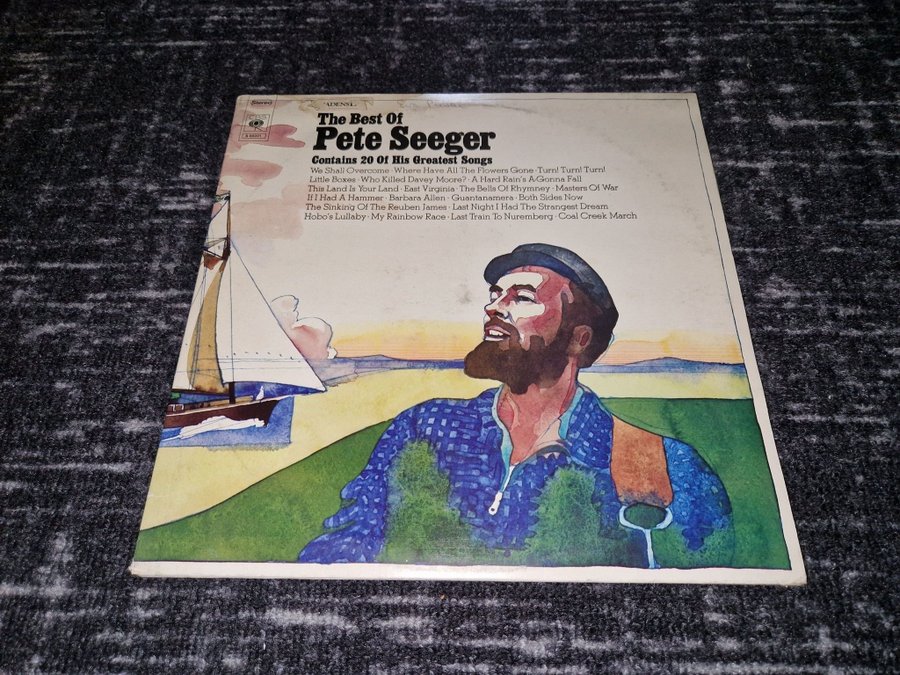 Stereo
CBS
The Best Of
Pete Seeger
Contains 20 Of His Greatest Songs
We Shall Overcome · Where Have All The Flowers Gone · Turn! Turn! Turn!
Little Boxes · Who Killed Davey Moore? · A Hard Rain's A-Gonna Fall
This Land Is Your Land · East Virginia · The Bells Of Rhymney · Masters Of War
If I Had A Hammer · Barbara Allen · Guantanamera · Both Sides Now
The Sinking Of The Reuben James · Last Night I Had The Strangest Dream
Hobo's Lullaby · My Rainbow Race · Last Train To Nuremberg · Coal Creek March